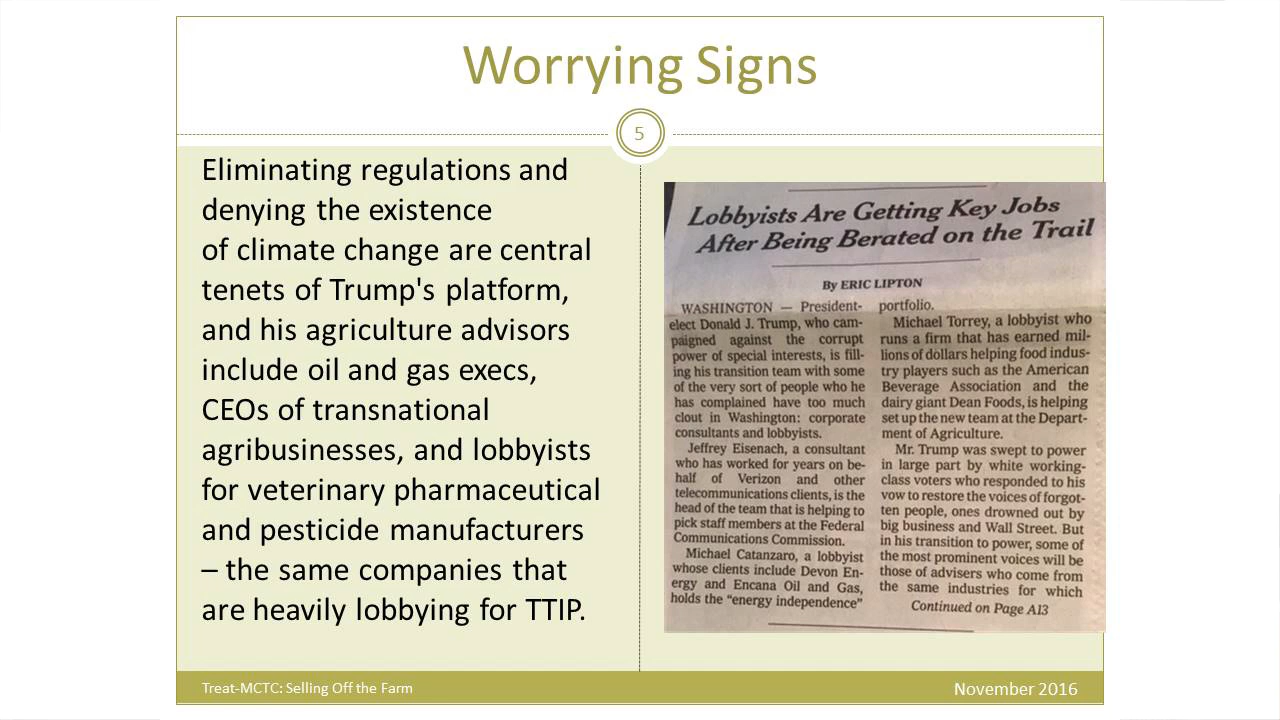 Worrying Signs
5
Eliminating regulations and
denying the existence
of climate change are central
tenets of Trump's platform,
and his agriculture advisors
include oil and gas execs,
CEOs of transnational
agribusinesses, and lobbyists
for veterinary pharmaceutical
and pesticide manufacturers
– the same companies that
are heavily lobbying for TTIP.
Lobbyists Are Getting Key Jobs
After Being Berated on the Trail
By ERIC LIPTON
WASHINGTON — President-
elect Donald J. Trump, who cam-
paigned against the corrupt
power of special interests, is fill-
ing his transition team with some
of the very sort of people who he
has complained have too much
clout in Washington: corporate
consultants and lobbyists.
Jeffrey Eisenach, a consultant
who has worked for years on be-
half of Verizon and other
telecommunications clients, is the
head of the team that is helping to
pick staff members at the Federal
Communications Commission.
Michael Catanzaro, a lobbyist
whose clients include Devon En-
ergy and Encana Oil and Gas,
holds the “energy independence”
portfolio.
Michael Torrey, a lobbyist who
runs a firm that has earned mil-
lions of dollars helping food indus-
try players such as the American
Beverage Association and the
dairy giant Dean Foods, is helping
set up the new team at the Depart-
ment of Agriculture.
Mr. Trump was swept to power
in large part by white working-
class voters who responded to his
vow to restore the voices of forgot-
ten people, ones drowned out by
big business and Wall Street. But
in his transition to power, some of
the most prominent voices will be
those of advisers who come from
the same industries for which
Continued on Page A13
Treat-MCTC: Selling Off the Farm
November 2016